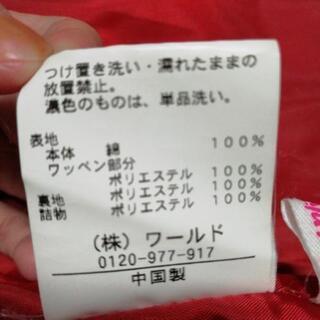 つけ置き洗い・濡れたままの
放置禁止。
濃色のものは、単品洗い。
表地
本体 綿 100%
ワッペン部分
ポリエステル 100%
裏地 ポリエステル 100%
詰物 ポリエステル 100%
(株) ワールド
0120-977-917
中国製